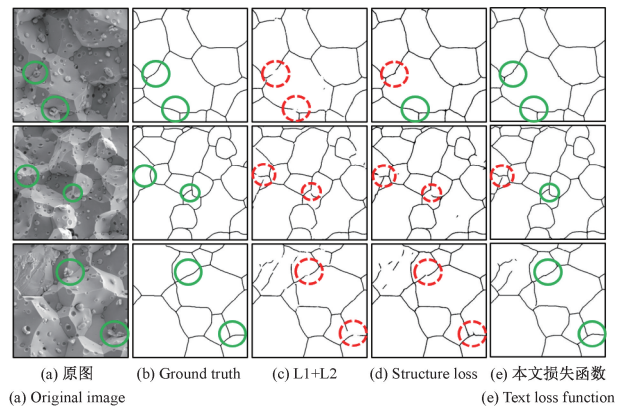 (a) 原图 (b) Ground truth (c) L1+L2 (d) Structure loss (e) 本文损失函数
(a) Original image (e) Text loss function